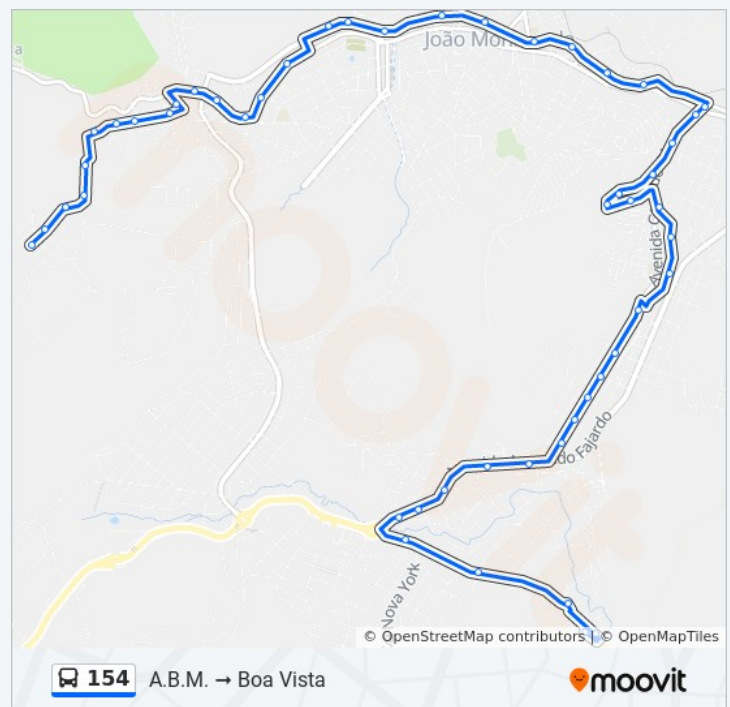 a
João Mon
Avenida C
do Fajardo
Nova York
© OpenStreetMap contributors | © OpenMapTiles
154 A.B.M. → Boa Vista
moovit